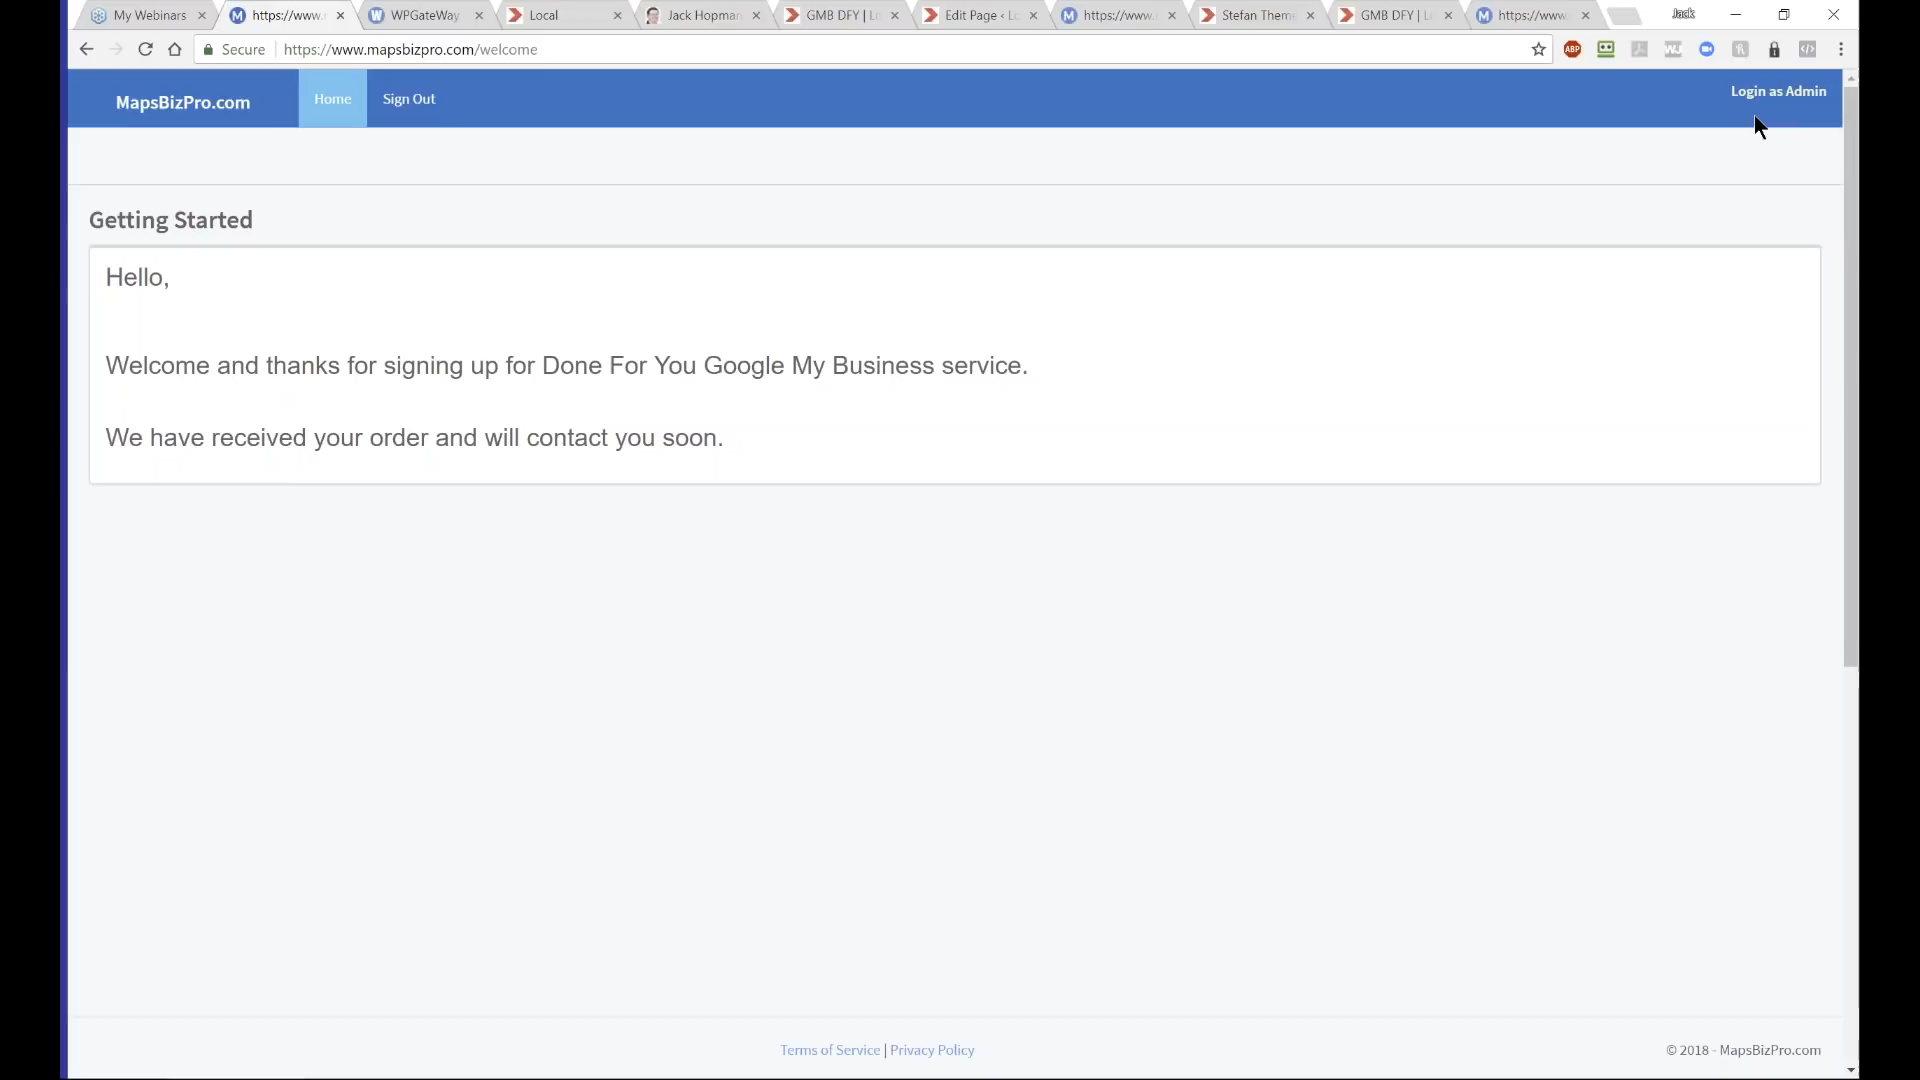 My Webinars
https://www.
WPGateWay
Local
Jack Hopman
GMB DFY | L
Edit Page ‹ Lo
https://www.
Stefan Them
GMB DFY | L
https://www.
Jack
Secure
https://www.mapsbizpro.com/welcome
ABP
MapsBizPro.com
Home
Sign Out
Login as Admin
Getting Started
Hello,
Welcome and thanks for signing up for Done For You Google My Business service.
We have received your order and will contact you soon.
Terms of Service | Privacy Policy
© 2018 - MapsBizPro.com